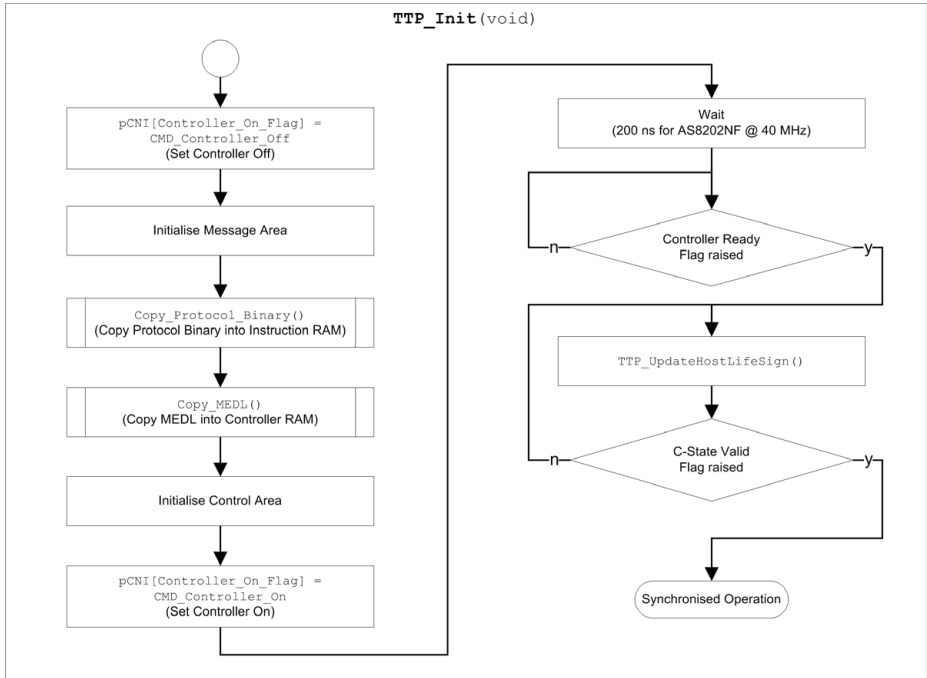 TTP_Init(void)
pCNI[Controller_On_Flag] =
CMD_Controller_Off
(Set Controller Off)
Initialise Message Area
Copy_Protocol_Binary()
(Copy Protocol Binary into Instruction RAM)
Copy_MEDL()
(Copy MEDL into Controller RAM)
Initialise Control Area
pCNI[Controller_On_Flag] =
CMD_Controller_On
(Set Controller On)
Wait
(200 ns for AS8202NF @ 40 MHz)
Controller Ready
Flag raised
n
y
TTP_UpdateHostLifeSign()
C-State Valid
Flag raised
n
y
Synchronised Operation